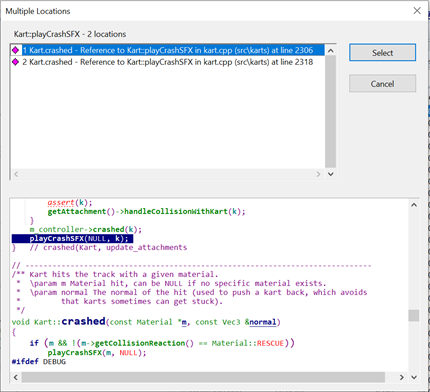 Multiple Locations
Kart::playCrashSFX - 2 locations
1 Kart.crashed - Reference to Kart::playCrashSFX in kart.cpp (src\karts) at line 2306
2 Kart.crashed - Reference to Kart::playCrashSFX in kart.cpp (src\karts) at line 2318
Select
Cancel
assert(k);
getAttachment()->handleCollisionWithKart(k);
}
m_controller->crashed(k);
playCrashSFX(NULL, k);
} // crashed(Kart, update_attachments
// -----------------------------------------------------------------------------
/** Kart hits the track with a given material.
* \param m Material hit, can be NULL if no specific material exists.
* \param normal The normal of the hit (used to push a kart back, which avoids
* that karts sometimes can get stuck).
*/
void Kart::crashed(const Material *m, const Vec3 &normal)
{
if (m && !(m->getCollisionReaction() == Material::RESCUE))
playCrashSFX(m, NULL);
#ifdef DEBUG